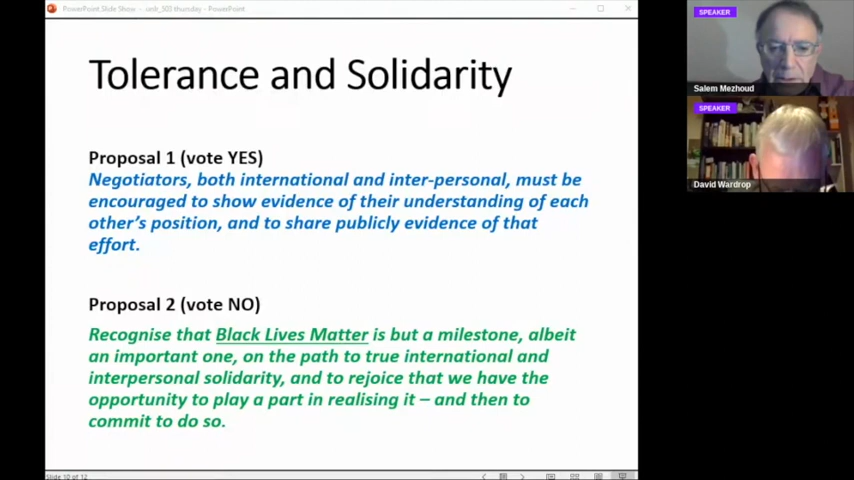 PowerPoint Slide Show - cmb_503 thursday - PowerPoint
Tolerance and Solidarity
Proposal 1 (vote YES)
Negotiators, both international and inter-personal, must be
encouraged to show evidence of their understanding of each
other's position, and to share publicly evidence of that
effort.
Proposal 2 (vote NO)
Recognise that Black Lives Matter is but a milestone, albeit
an important one, on the path to true international and
interpersonal solidarity, and to rejoice that we have the
opportunity to play a part in realising it – and then to
commit to do so.
Slide 10 of 12
SPEAKER
Salem Mezhoud
SPEAKER
David Wardrop